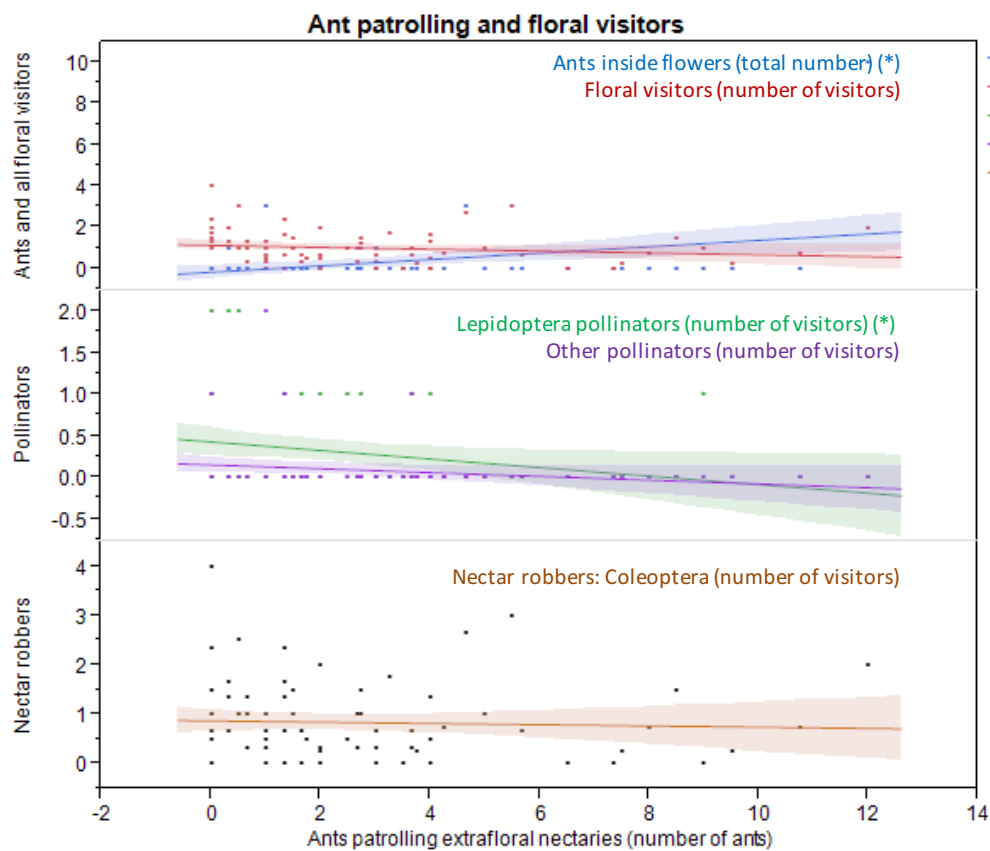 Ant patrolling and floral visitors
Ants and all floral visitors
10
8
6
4
2
0
Ants inside flowers (total number) (*)
Floral visitors (number of visitors)
Pollinators
2.0
1.5
1.0
0.5
0.0
-0.5
Lepidoptera pollinators (number of visitors) (*)
Other pollinators (number of visitors)
Nectar robbers
4
3
2
1
0
Nectar robbers: Coleoptera (number of visitors)
-2 0 2 4 6 8 10 12 14
Ants patrolling extrafloral nectaries (number of ants)